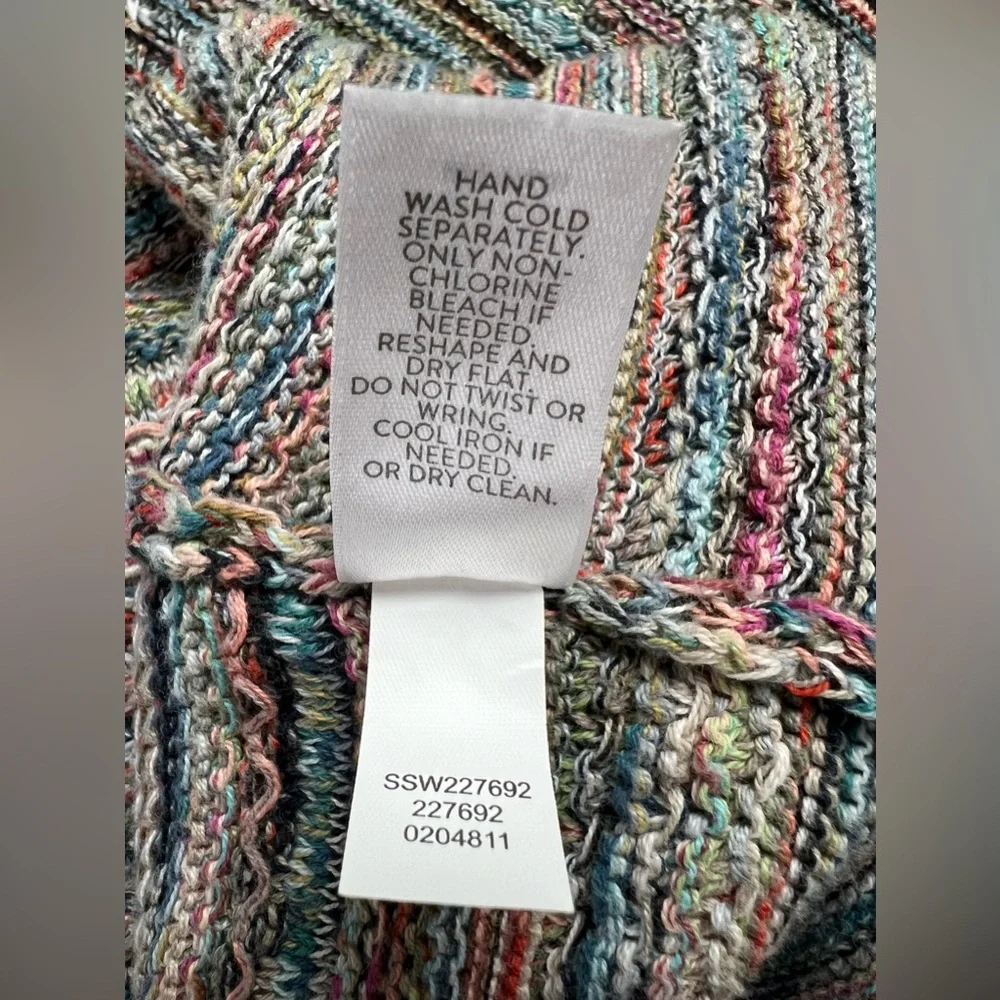 HAND
WASH COLD
SEPARATELY.
ONLY NON-
CHLORINE
BLEACH IF
NEEDED.
RESHAPE AND
DRY FLAT.
DO NOT TWIST OR
WRING.
COOL IRON IF
NEEDED.
OR DRY CLEAN.
SSW227692
227692
0204811